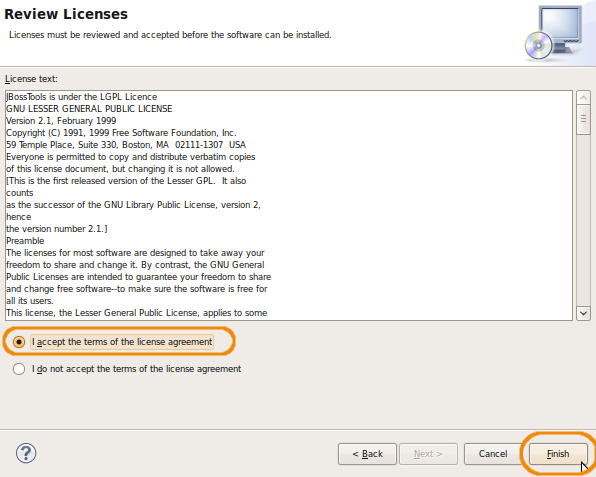 Review Licenses
Licenses must be reviewed and accepted before the software can be installed.
License text:
JBossTools is under the LGPL Licence
GNU LESSER GENERAL PUBLIC LICENSE
Version 2.1, February 1999
Copyright (C) 1991, 1999 Free Software Foundation, Inc.
59 Temple Place, Suite 330, Boston, MA  02111-1307  USA
Everyone is permitted to copy and distribute verbatim copies
of this license document, but changing it is not allowed.
[This is the first released version of the Lesser GPL.  It also
counts
as the successor of the GNU Library Public License, version 2,
hence
the version number 2.1.]
Preamble
The licenses for most software are designed to take away your
freedom to share and change it. By contrast, the GNU General
Public Licenses are intended to guarantee your freedom to share
and change free software--to make sure the software is free for
all its users.
This license, the Lesser General Public License, applies to some
I accept the terms of the license agreement
I do not accept the terms of the license agreement
? < Back Next > Cancel Finish